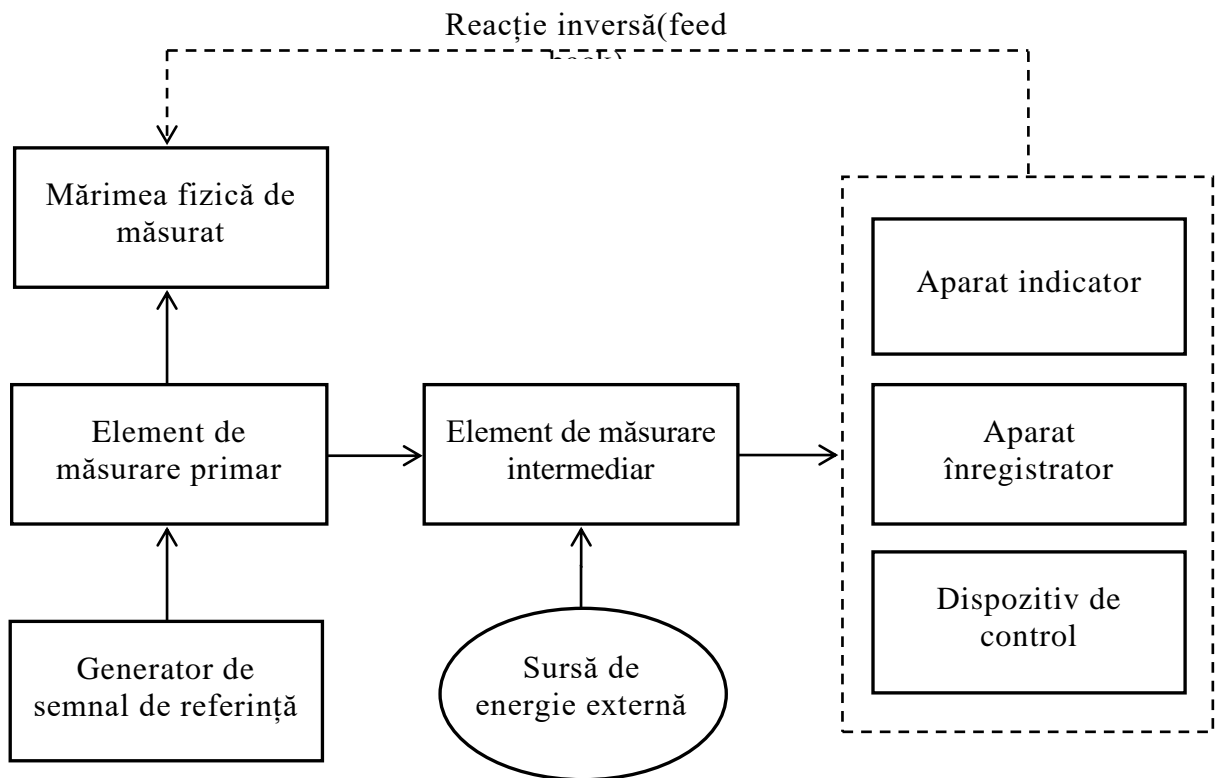 Reacție inversă(feed
back)
Mărimea fizică de
măsurat
Aparat indicator
Element de
măsurare primar
Element de măsurare
intermediar
Aparat
înregistrator
Dispozitiv de
control
Generator de
semnal de referință
Sursă de
energie externă